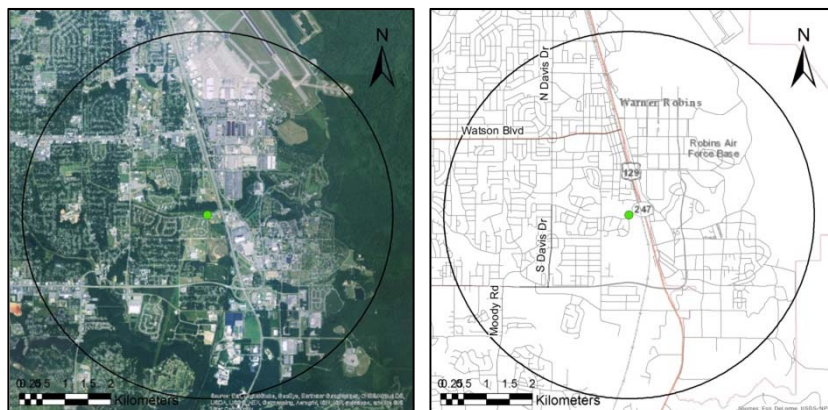 N
0 0.25 0.5 1 1.5 2
Kilometers
N
N Davis Dr
Warner Robins
Watson Blvd
Robins Air
Force Base
129
247
S Davis Dr
Moody Rd
0 0.25 0.5 1 1.5 2
Kilometers